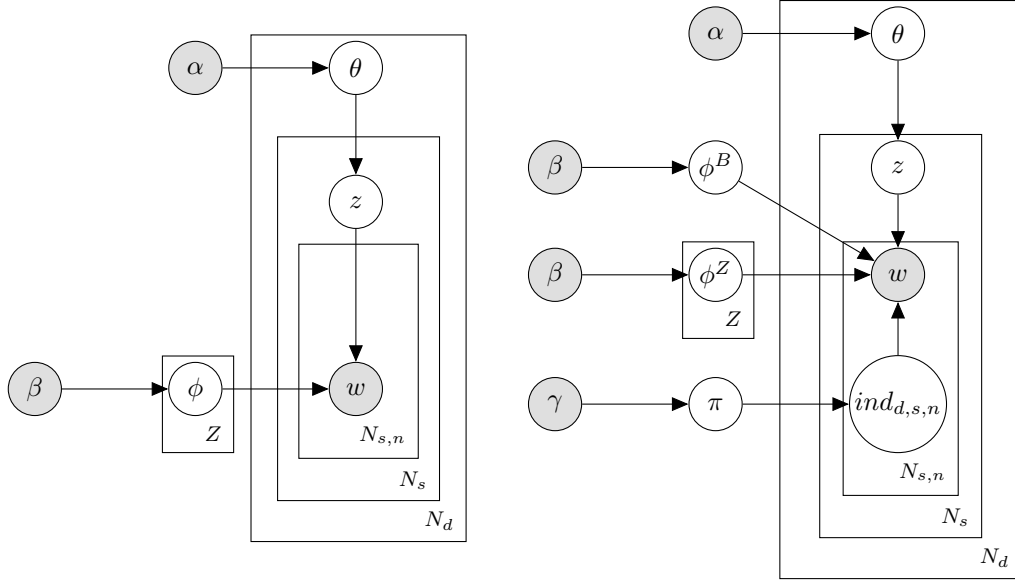 α
θ
z
β
ϕ
w
Z
N_{s,n}
N_s
N_d
α
θ
β
ϕ^B
z
β
ϕ^Z
w
Z
γ
π
ind_{d,s,n}
N_{s,n}
N_s
N_d